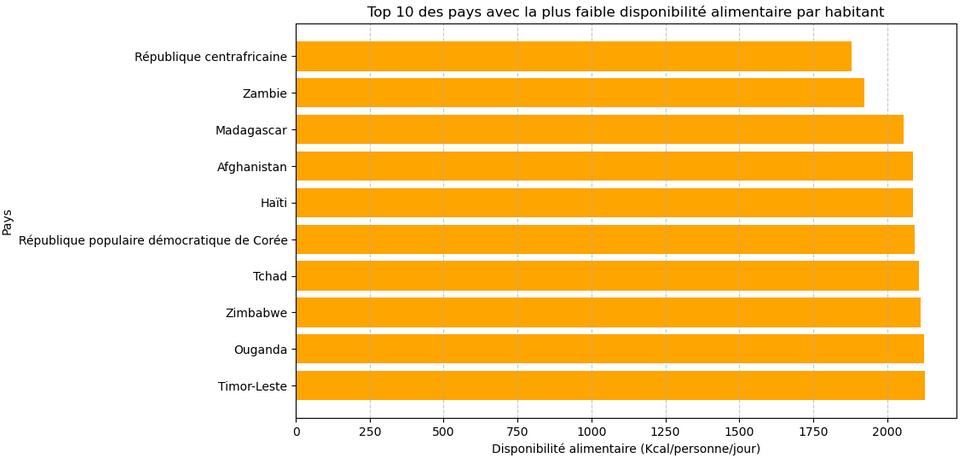 Top 10 des pays avec la plus faible disponibilité alimentaire par habitant
République centrafricaine
Zambie
Madagascar
Afghanistan
Haïti
République populaire démocratique de Corée
Tchad
Zimbabwe
Ouganda
Timor-Leste
Pays
0 250 500 750 1000 1250 1500 1750 2000
Disponibilité alimentaire (Kcal/personne/jour)